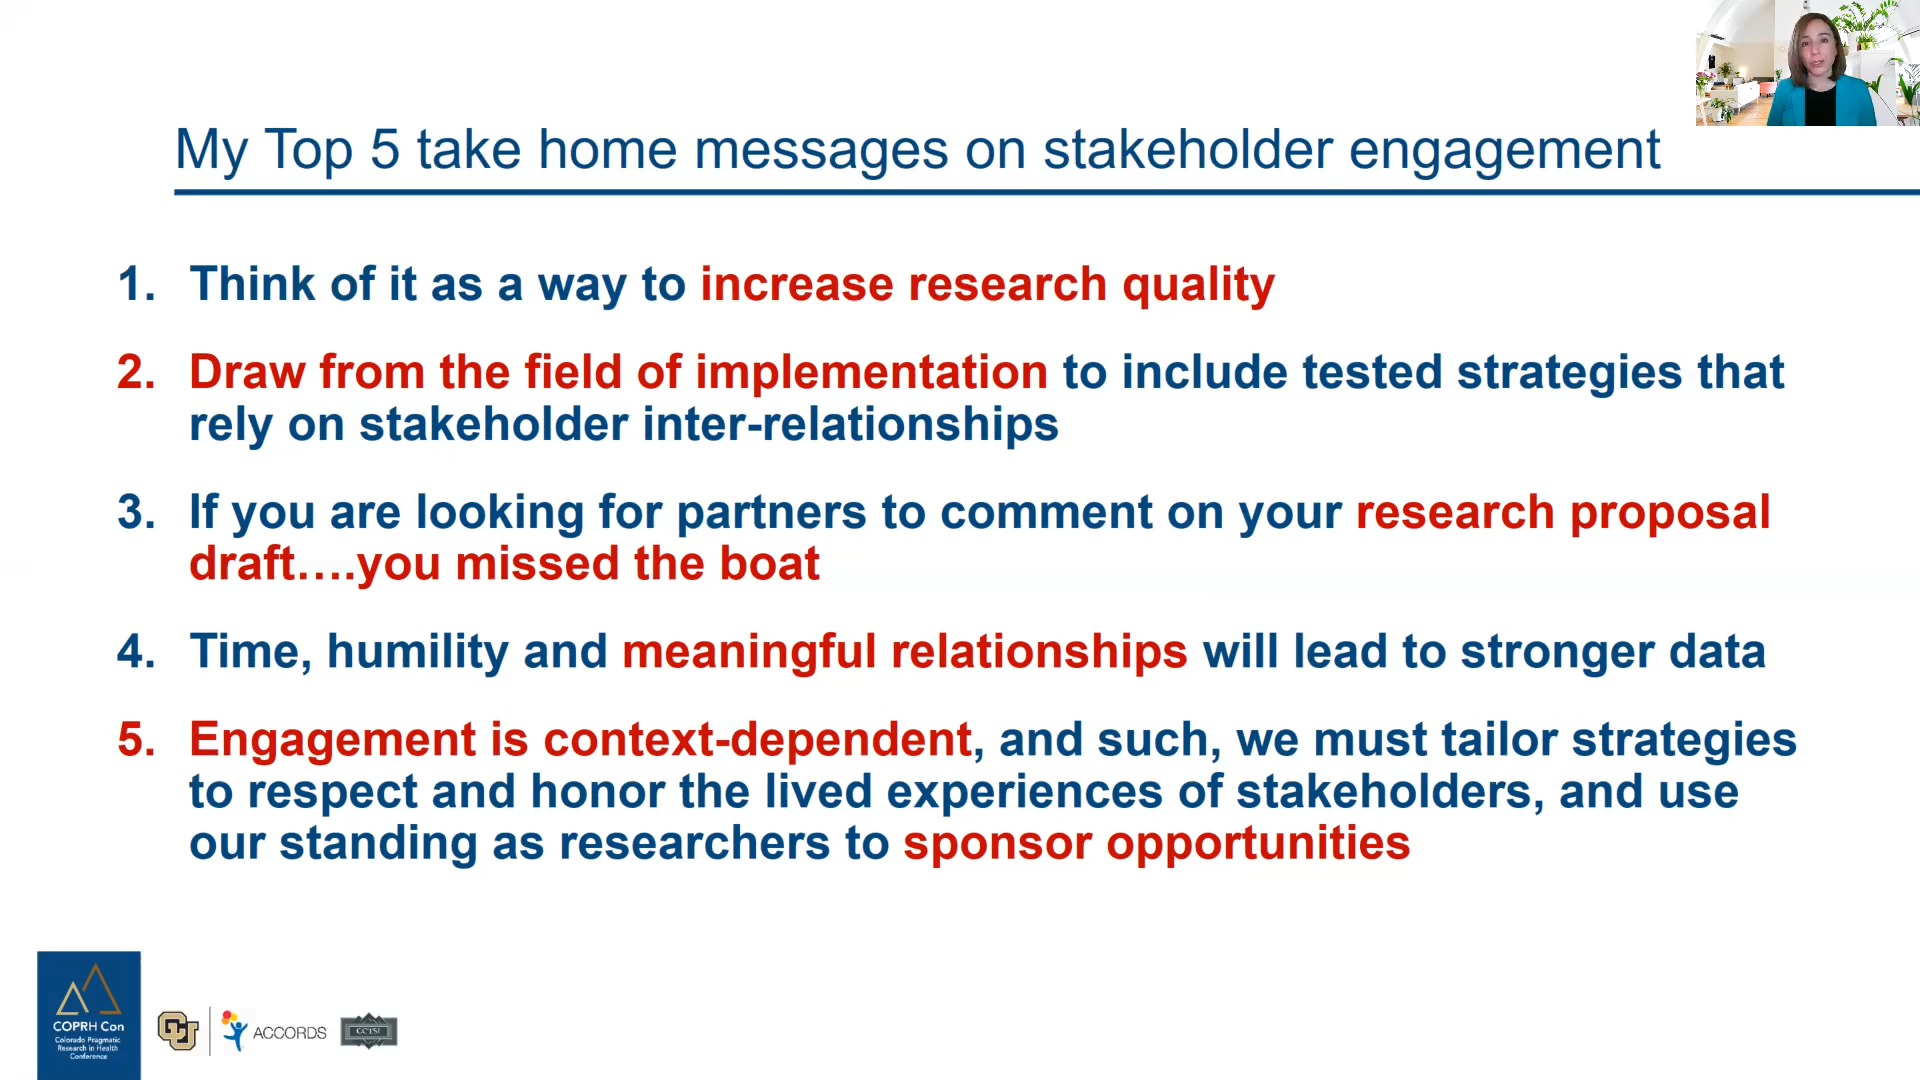 My Top 5 take home messages on stakeholder engagement
1. Think of it as a way to increase research quality
2. Draw from the field of implementation to include tested strategies that
rely on stakeholder inter-relationships
3. If you are looking for partners to comment on your research proposal
draft….you missed the boat
4. Time, humility and meaningful relationships will lead to stronger data
5. Engagement is context-dependent, and such, we must tailor strategies
to respect and honor the lived experiences of stakeholders, and use
our standing as researchers to sponsor opportunities
COPRH Con
Colorado Pragmatic
Research in Health
Conference
CU
ACCORDS
CCTSI